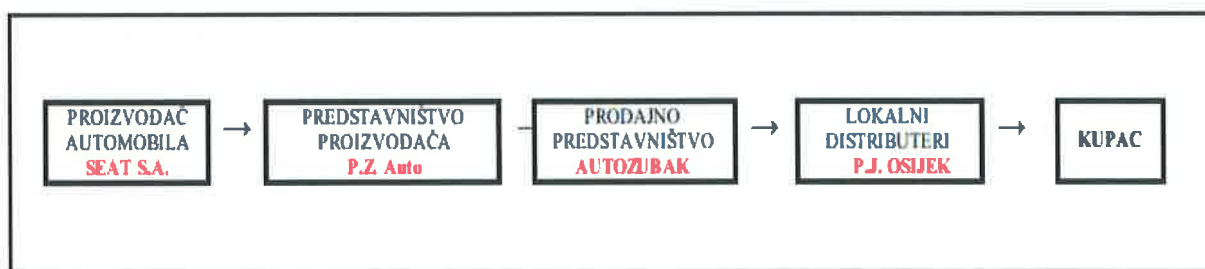 PROIZVOĐAČ
AUTOMOBILA
SEAT S.A.
→
PREDSTAVNIŠTVO
PROIZVOĐAČA
P.Z. Auto
PRODAJNO
PREDSTAVNIŠTVO
AUTOZUBAK
→
LOKALNI
DISTRIBUTERI
P.J. OSIJEK
→
KUPAC